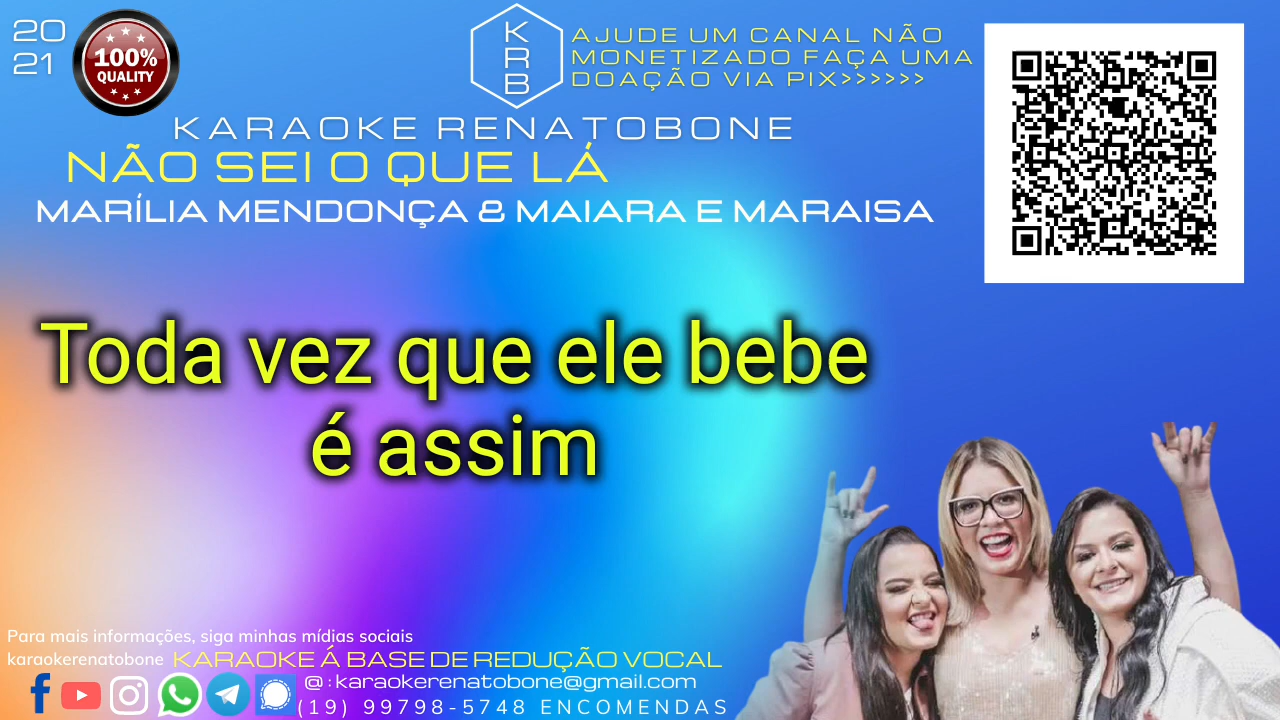 20
21
100%
QUALITY
K
R
B
AJUDE UM CANAL NÃO
MONETIZADO FAÇA UMA
DOAÇÃO VIA PIX>>>>>>
KARAOKE RENATOBONE
NÃO SEI O QUE LÁ
MARÍLIA MENDONÇA & MAIARA E MARAISA
Toda vez que ele bebe
é assim
Para mais informações, siga minhas mídias sociais
karaokerenatobone KARAOKE Á BASE DE REDUÇÃO VOCAL
@:karaokerenatobone@gmail.com
(19) 99798-5748 ENCOMENDAS